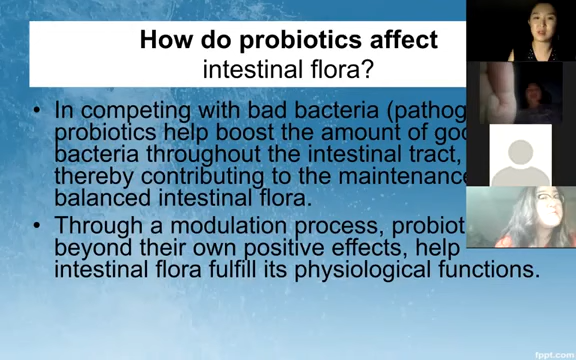 How do probiotics affect
intestinal flora?
• In competing with bad bacteria (pathog
probiotics help boost the amount of goo
bacteria throughout the intestinal tract,
thereby contributing to the maintenance
balanced intestinal flora.
• Through a modulation process, probiot
beyond their own positive effects, help
intestinal flora fulfill its physiological functions.
fppt.com